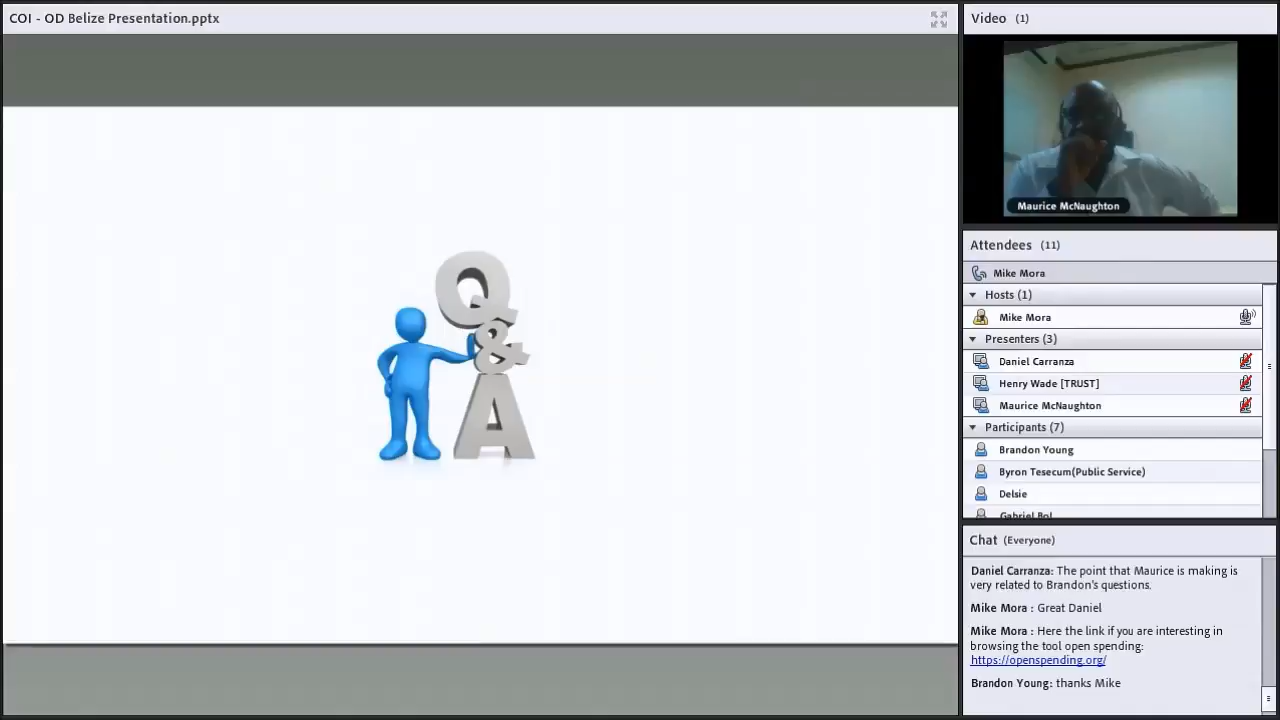 COI - OD Belize Presentation.pptx
Q
&
A
Video (1)
Maurice McNaughton
Attendees (11)
Mike Mora
Hosts (1)
Mike Mora
Presenters (3)
Daniel Carranza
Henry Wade [TRUST]
Maurice McNaughton
Participants (7)
Brandon Young
Byron Tesecum(Public Service)
Delsie
Gabriel Bol
Chat (Everyone)
Daniel Carranza: The point that Maurice is making is
very related to Brandon's questions.
Mike Mora : Great Daniel
Mike Mora : Here the link if you are interesting in
browsing the tool open spending:
https://openspending.org/
Brandon Young: thanks Mike